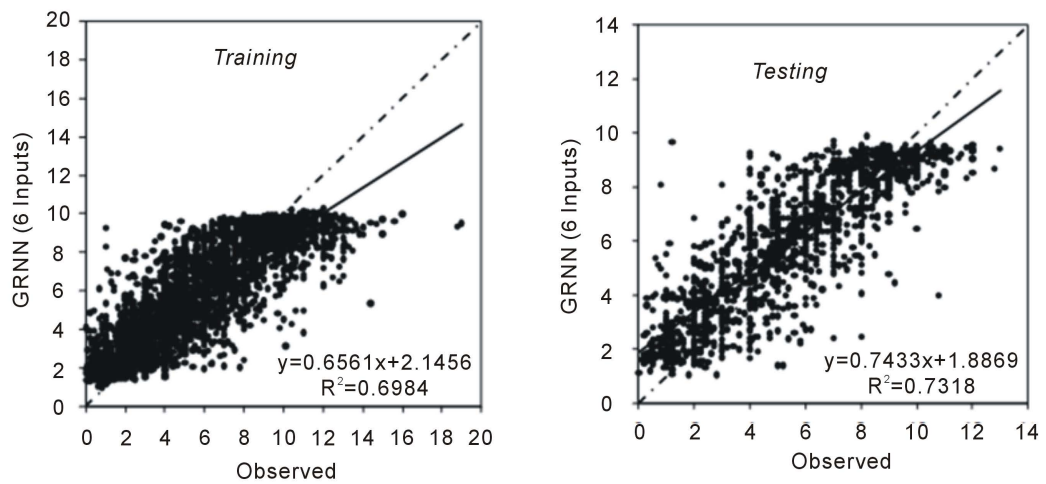 Training
GRNN (6 Inputs)
20
18
16
14
12
10
8
6
4
2
0
y=0.6561x+2.1456
R²=0.6984
0 2 4 6 8 10 12 14 16 18 20
Observed
Testing
GRNN (6 Inputs)
14
12
10
8
6
4
2
0
y=0.7433x+1.8869
R²=0.7318
0 2 4 6 8 10 12 14
Observed